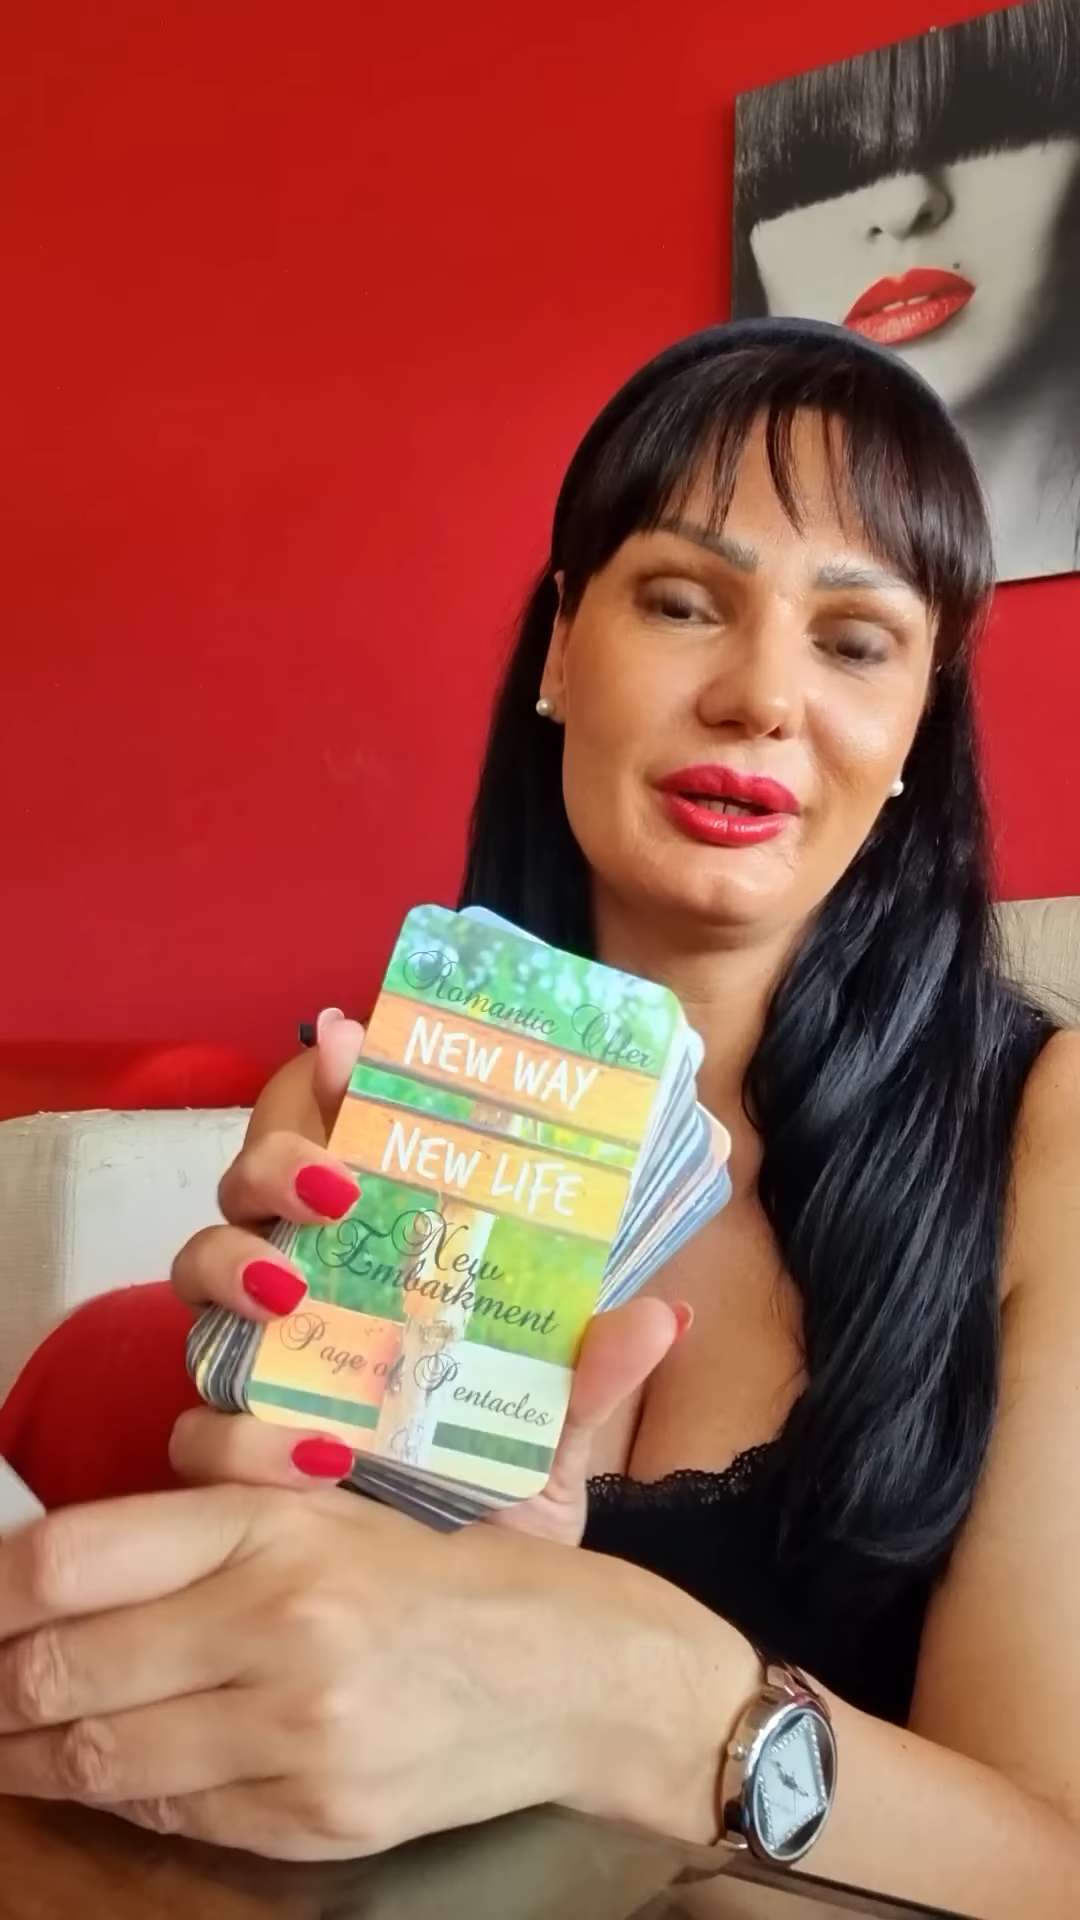 Romantic Offer
NEW WAY
NEW LIFE
New
Embarkment
Page of Pentacles